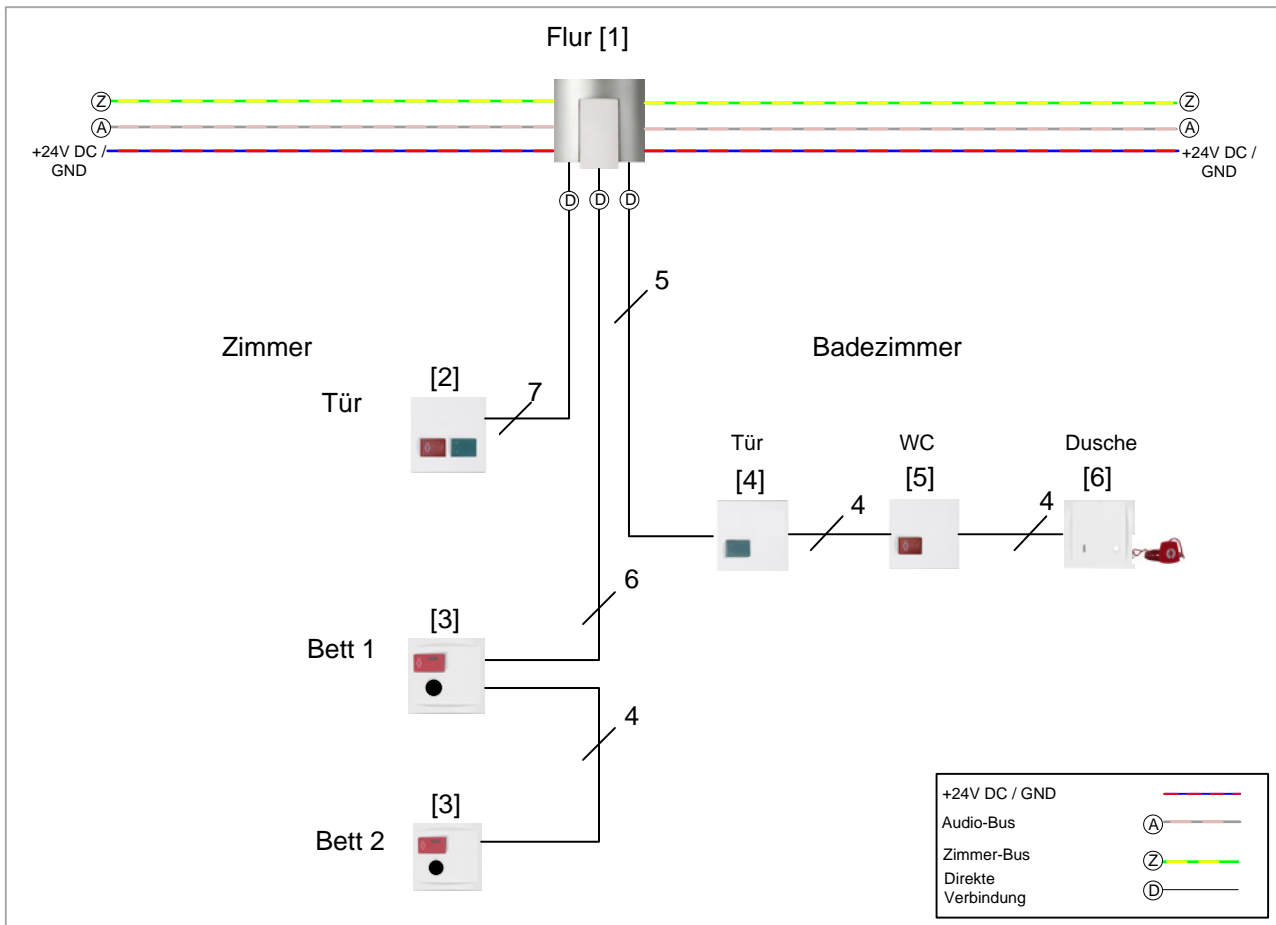 Flur [1]
Z
Z
A
A
+24V DC /
GND
+24V DC /
GND
D
D
D
5
Zimmer
Badezimmer
[2]
7
Tür
Tür
WC
Dusche
[4]
[5]
[6]
4
4
6
[3]
Bett 1
4
[3]
Bett 2
+24V DC / GND
Audio-Bus
A
Zimmer-Bus
Z
Direkte
Verbindung
D